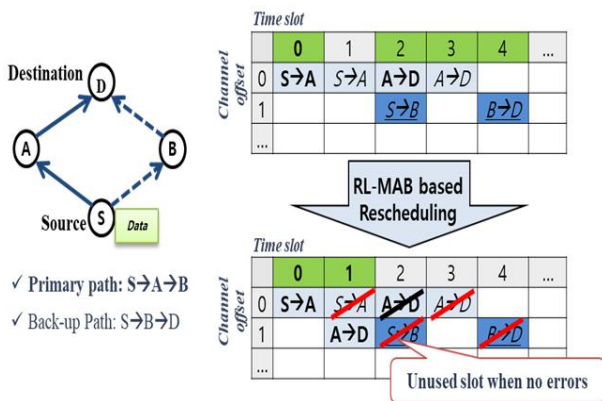 Destination
D
A
B
S
Source
Data
✓ Primary path: S→A→B
✓ Back-up Path: S→B→D
Time slot
0 1 2 3 4 ...
Channel offset
0 S→A S→A A→D A→D
1 S→B B→D
...
RL-MAB based
Rescheduling
Time slot
0 1 2 3 4 ...
Channel offset
0 S→A S→A A→D A→D
1 A→D S→B B→D
...
Unused slot when no errors